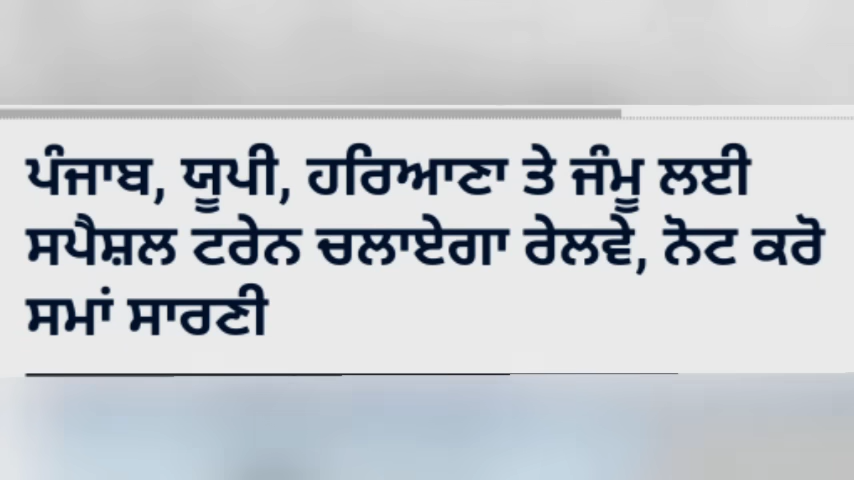 ਪੰਜਾਬ, ਯੂਪੀ, ਹਰਿਆਣਾ ਤੇ ਜੰਮੂ ਲਈ
ਸਪੈਸ਼ਲ ਟਰੇਨ ਚਲਾਏਗਾ ਰੇਲਵੇ, ਨੋਟ ਕਰੋ
ਸਮਾਂ ਸਾਰਣੀ